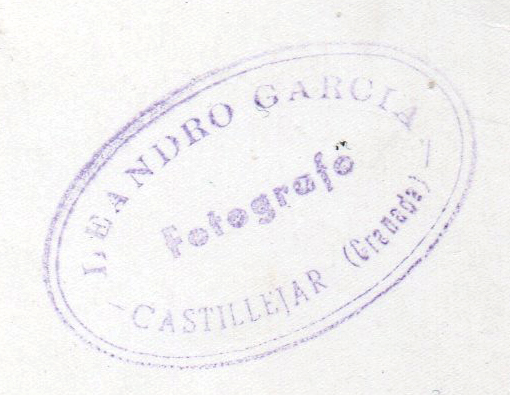 LEANDRO GARCIA
Fotografo
- CASTILLEJAR (Granada) -